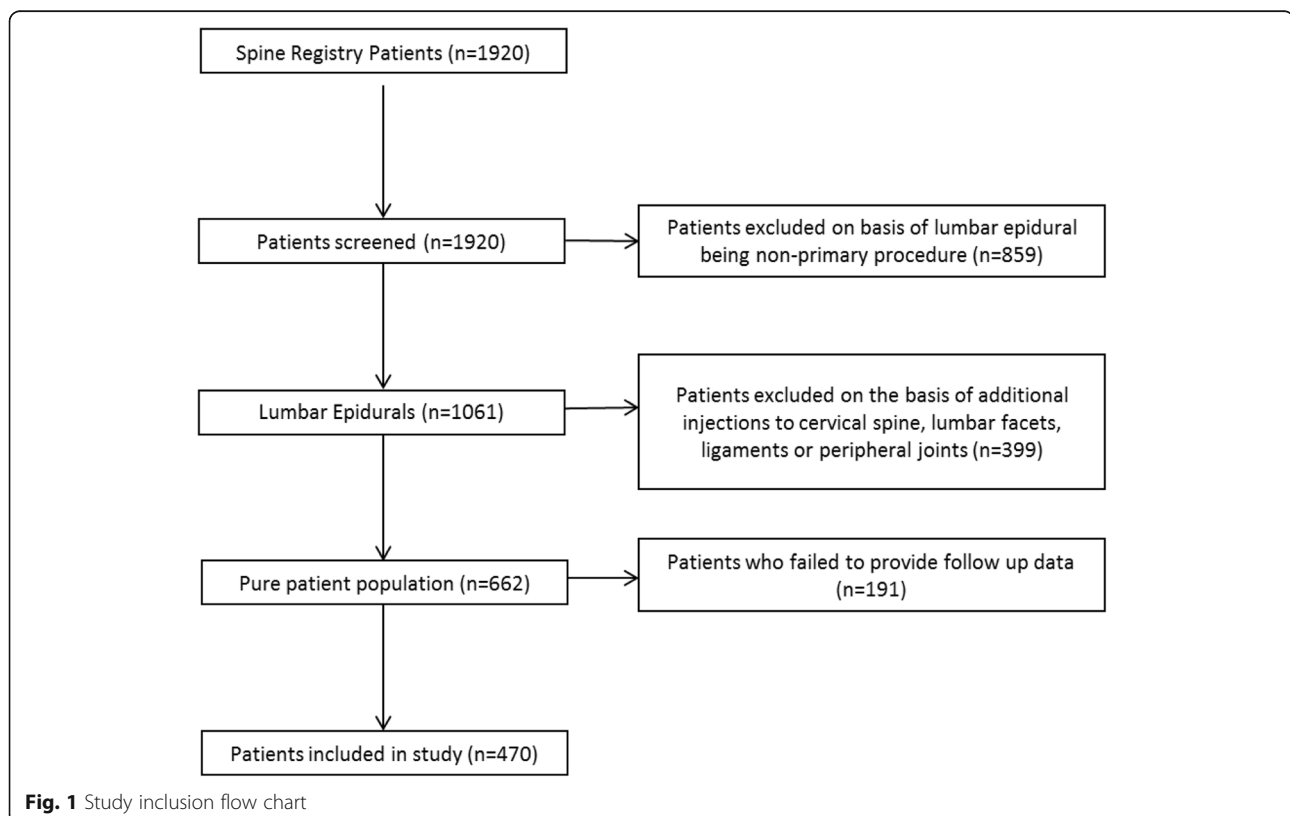 Spine Registry Patients (n=1920)
Patients screened (n=1920)
Patients excluded on basis of lumbar epidural
being non-primary procedure (n=859)
Lumbar Epidurals (n=1061)
Patients excluded on the basis of additional
injections to cervical spine, lumbar facets,
ligaments or peripheral joints (n=399)
Pure patient population (n=662)
Patients who failed to provide follow up data
(n=191)
Patients included in study (n=470)
Fig. 1 Study inclusion flow chart